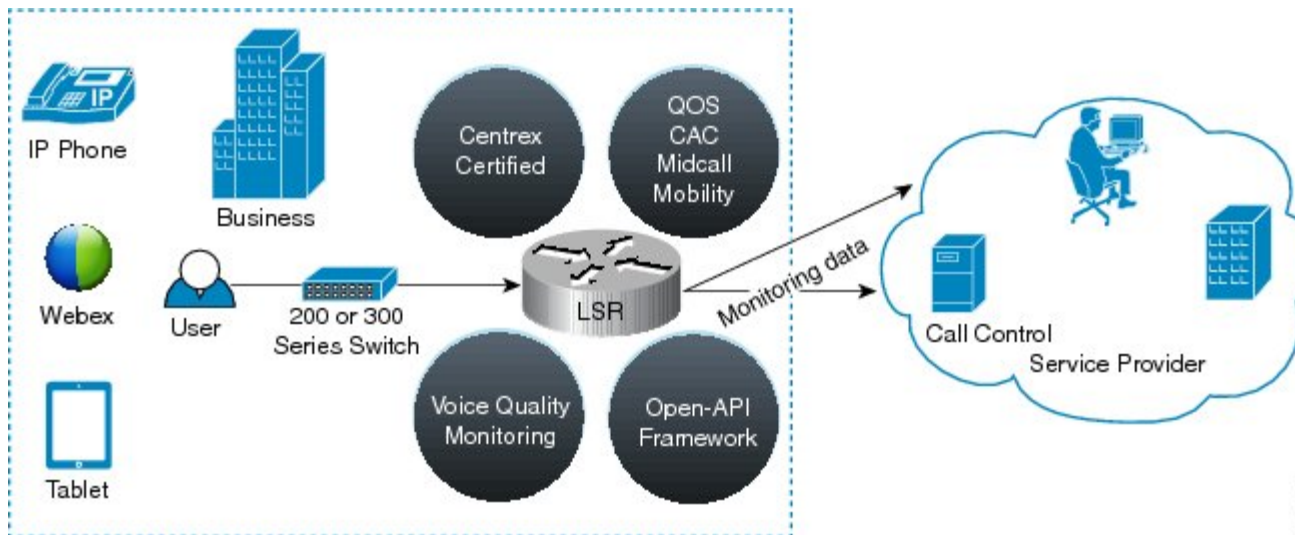 IP
IP Phone
Business
Webex
User
200 or 300
Series Switch
Tablet
Centrex
Certified
QOS
CAC
Midcall
Mobility
LSR
Voice Quality
Monitoring
Open-API
Framework
Monitoring data
Call Control
Service Provider